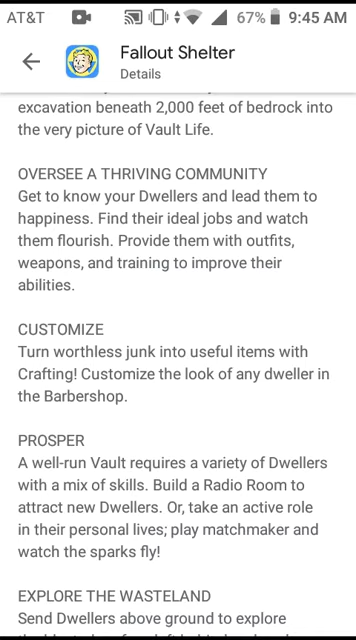 AT&T 67% 9:45 AM
Fallout Shelter
Details
excavation beneath 2,000 feet of bedrock into
the very picture of Vault Life.
OVERSEE A THRIVING COMMUNITY
Get to know your Dwellers and lead them to
happiness. Find their ideal jobs and watch
them flourish. Provide them with outfits,
weapons, and training to improve their
abilities.
CUSTOMIZE
Turn worthless junk into useful items with
Crafting! Customize the look of any dweller in
the Barbershop.
PROSPER
A well-run Vault requires a variety of Dwellers
with a mix of skills. Build a Radio Room to
attract new Dwellers. Or, take an active role
in their personal lives; play matchmaker and
watch the sparks fly!
EXPLORE THE WASTELAND
Send Dwellers above ground to explore